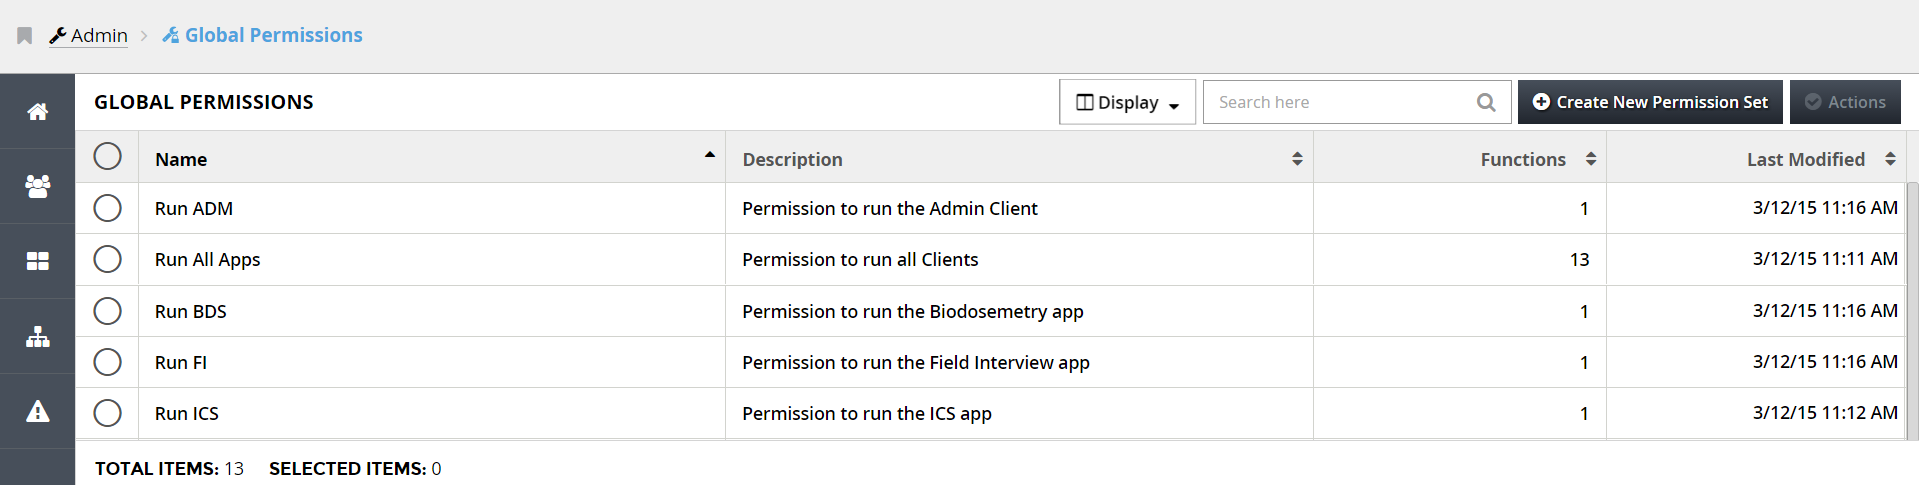 Admin > Global Permissions
GLOBAL PERMISSIONS Display Search here Create New Permission Set Actions
Name Description Functions Last Modified
Run ADM Permission to run the Admin Client 1 3/12/15 11:16 AM
Run All Apps Permission to run all Clients 13 3/12/15 11:11 AM
Run BDS Permission to run the Biodosemetry app 1 3/12/15 11:16 AM
Run FI Permission to run the Field Interview app 1 3/12/15 11:16 AM
Run ICS Permission to run the ICS app 1 3/12/15 11:12 AM
TOTAL ITEMS: 13 SELECTED ITEMS: 0